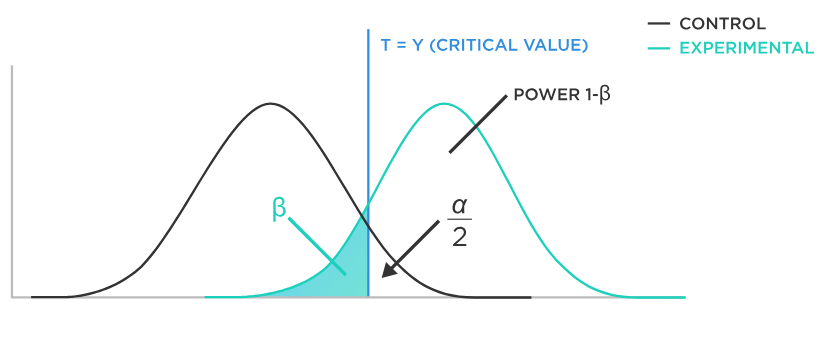 CONTROL
EXPERIMENTAL
T = Y (CRITICAL VALUE)
POWER 1-β
β
α
2